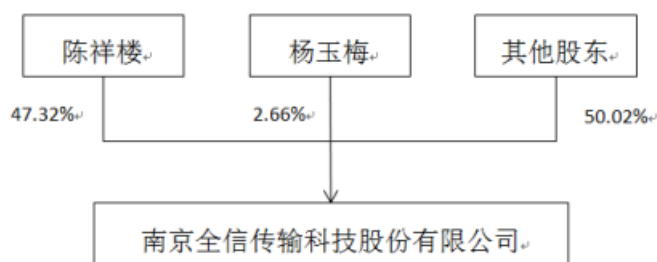 陈祥楼
杨玉梅
其他股东
47.32%
2.66%
50.02%
南京全信传输科技股份有限公司